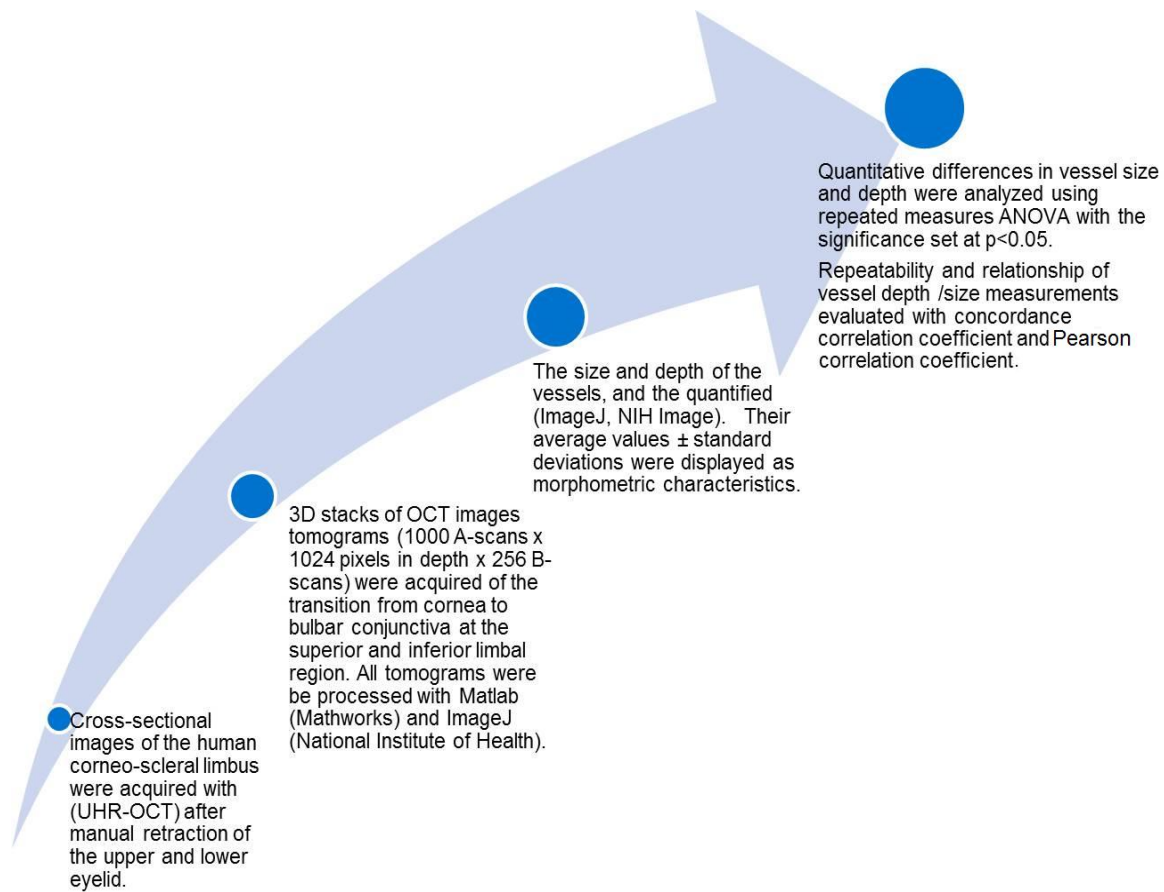 Cross-sectional
images of the human
corneo-scleral limbus
were acquired with
(UHR-OCT) after
manual retraction of
the upper and lower
eyelid.
3D stacks of OCT images
tomograms (1000 A-scans x
1024 pixels in depth x 256 B-
scans) were acquired of the
transition from cornea to
bulbar conjunctiva at the
superior and inferior limbal
region. All tomograms were
be processed with Matlab
(Mathworks) and ImageJ
(National Institute of Health).
The size and depth of the
vessels, and the quantified
(ImageJ, NIH Image). Their
average values ± standard
deviations were displayed as
morphometric characteristics.
Quantitative differences in vessel size
and depth were analyzed using
repeated measures ANOVA with the
significance set at p<0.05.
Repeatability and relationship of
vessel depth /size measurements
evaluated with concordance
correlation coefficient and Pearson
correlation coefficient.